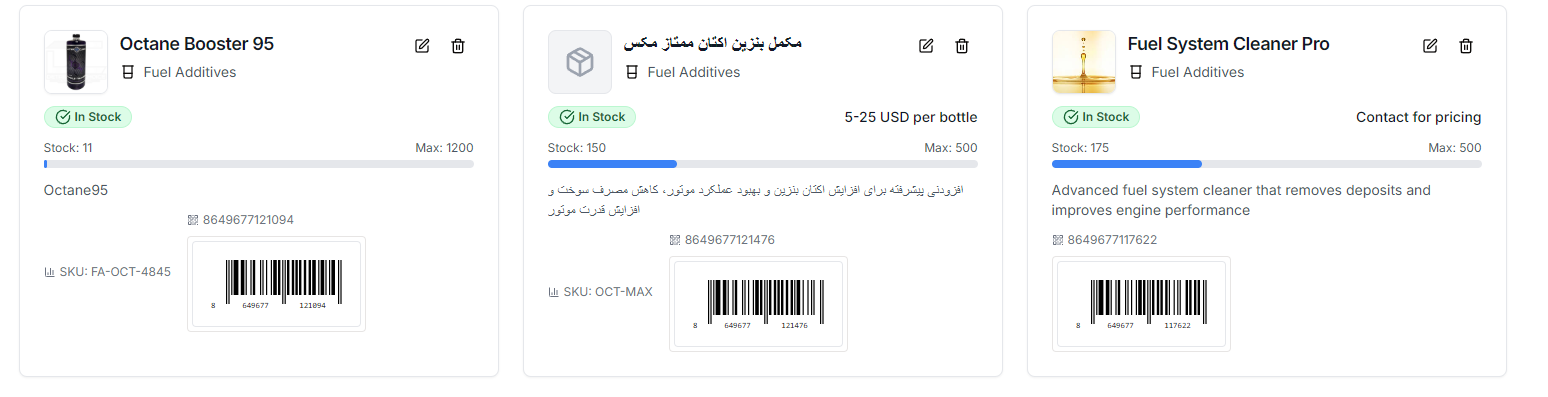 Octane Booster 95
Fuel Additives
In Stock
Stock: 11 Max: 1200
Octane95
8649677121094
SKU: FA-OCT-4845
8 649677 121094
مکمل بنزین اکتان ممتاز مکس
Fuel Additives
In Stock 5-25 USD per bottle
Stock: 150 Max: 500
افزودنی پیشرفته برای افزایش اکتان بنزین و بهبود عملکرد موتور، کاهش مصرف سوخت و
افزایش قدرت موتور
8649677121476
SKU: OCT-MAX
8 649677 121476
Fuel System Cleaner Pro
Fuel Additives
In Stock Contact for pricing
Stock: 175 Max: 500
Advanced fuel system cleaner that removes deposits and
improves engine performance
8649677117622
8 649677 117622